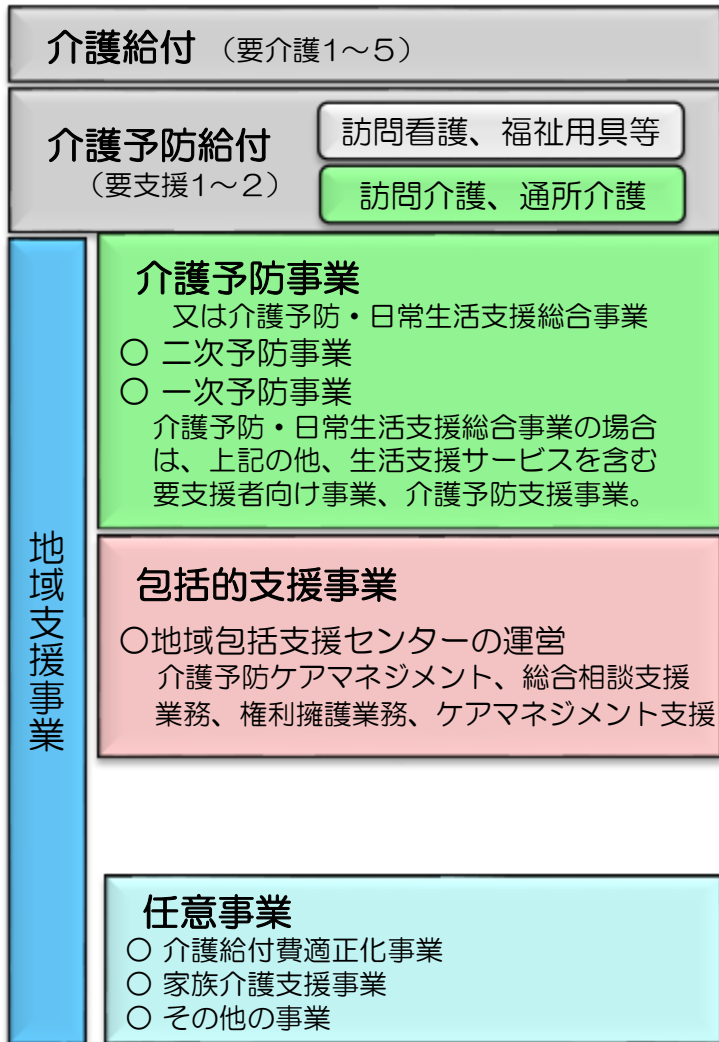 介護給付 （要介護1～5）
介護予防給付
（要支援1～2）
訪問看護、福祉用具等
訪問介護、通所介護
地域支援事業
介護予防事業
又は介護予防・日常生活支援総合事業
〇 二次予防事業
〇 一次予防事業
介護予防・日常生活支援総合事業の場合
は、上記の他、生活支援サービスを含む
要支援者向け事業、介護予防支援事業。
包括的支援事業
〇地域包括支援センターの運営
介護予防ケアマネジメント、総合相談支援
業務、権利擁護業務、ケアマネジメント支援
任意事業
〇 介護給付費適正化事業
〇 家族介護支援事業
〇 その他の事業